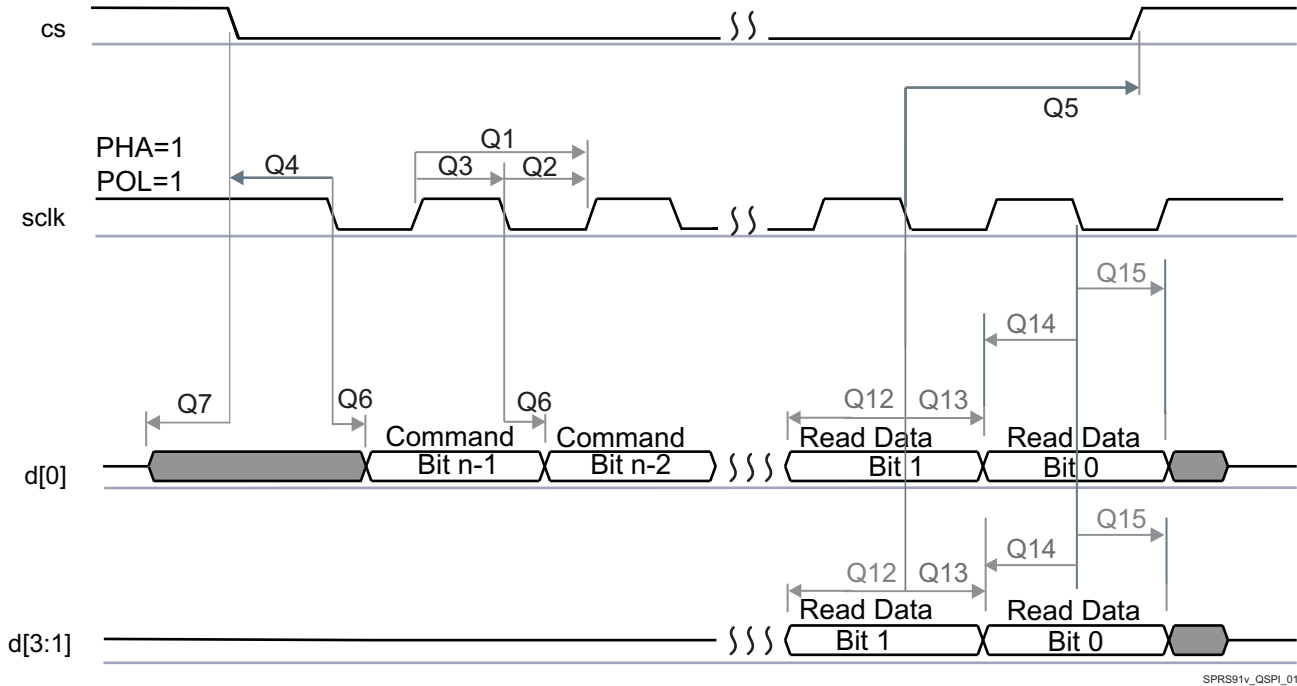 cs
Q5
PHA=1
Q1
POL=1
Q4
Q3
Q2
sclk
Q15
Q14
Q7
Q6
Q6
Q12
Q13
Command
Command
Read Data
Read Data
d[0]
Bit n-1
Bit n-2
Bit 1
Bit 0
Q15
Q14
Q12
Q13
Read Data
Read Data
d[3:1]
Bit 1
Bit 0
SPRS91v_QSPI_01